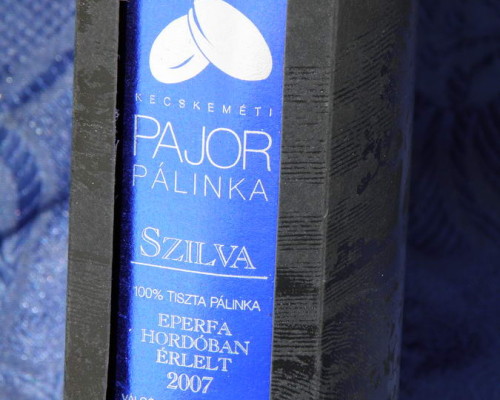 KECSKEMÉTI
PAJOR
PÁLINKA
SZILVA
100% TISZTA PÁLINKA
EPERFA
HORDÓBAN
ÉRLELT
2007